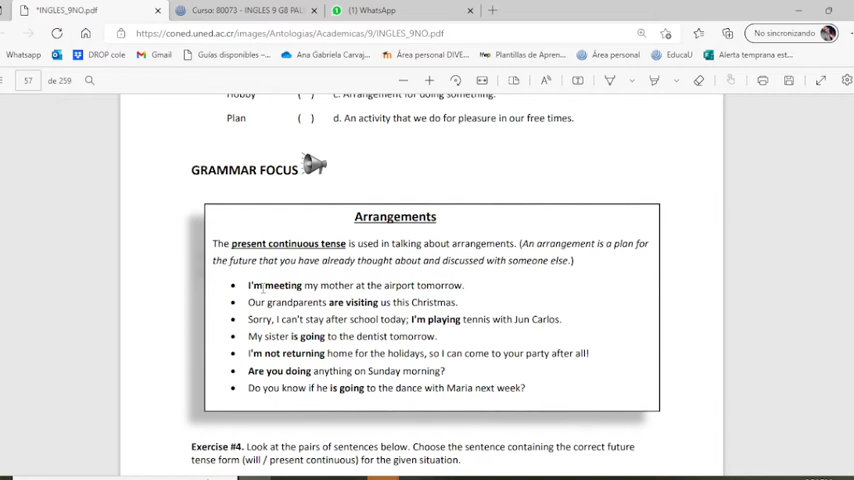 *INGLES_9NO.pdf
Curso: 80073 - INGLES 9 G8 PAL
(1) WhatsApp
https://coned.uned.ac.cr/images/Antologias/Academicas/9/INGLES_9NO.pdf
No sincronizando
Whatsapp
DROP cole
Gmail
Guías disponibles -...
Ana Gabriela Carvaj...
Formación área DIVE...
Plantillas de Apren...
Área personal
EducaU
Alerta temprana es...
57
de 259
Hobby ( ) c. Arrangement for doing something.
Plan ( ) d. An activity that we do for pleasure in our free times.
GRAMMAR FOCUS
Arrangements
The present continuous tense is used in talking about arrangements. (An arrangement is a plan for
the future that you have already thought about and discussed with someone else.)
• I'm meeting my mother at the airport tomorrow.
• Our grandparents are visiting us this Christmas.
• Sorry, I can't stay after school today; I'm playing tennis with Jun Carlos.
• My sister is going to the dentist tomorrow.
• I'm not returning home for the holidays, so I can come to your party after all!
• Are you doing anything on Sunday morning?
• Do you know if he is going to the dance with Maria next week?
Exercise #4. Look at the pairs of sentences below. Choose the sentence containing the correct future
tense form (will / present continuous) for the given situation.